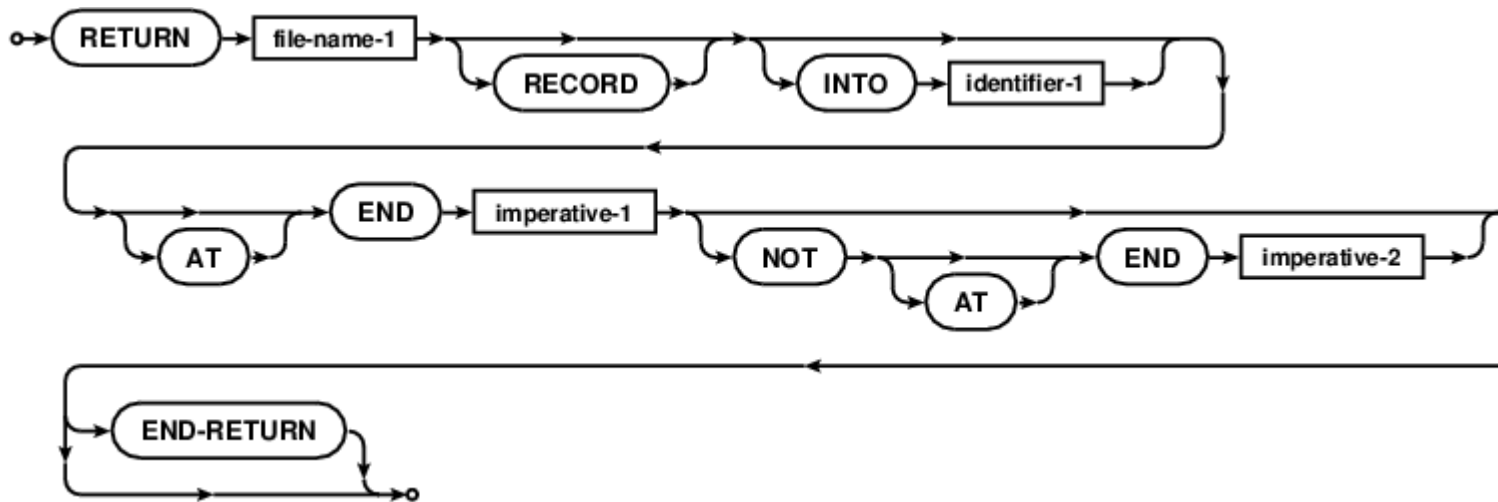 RETURN file-name-1 RECORD INTO identifier-1
AT END imperative-1 NOT AT END imperative-2
END-RETURN